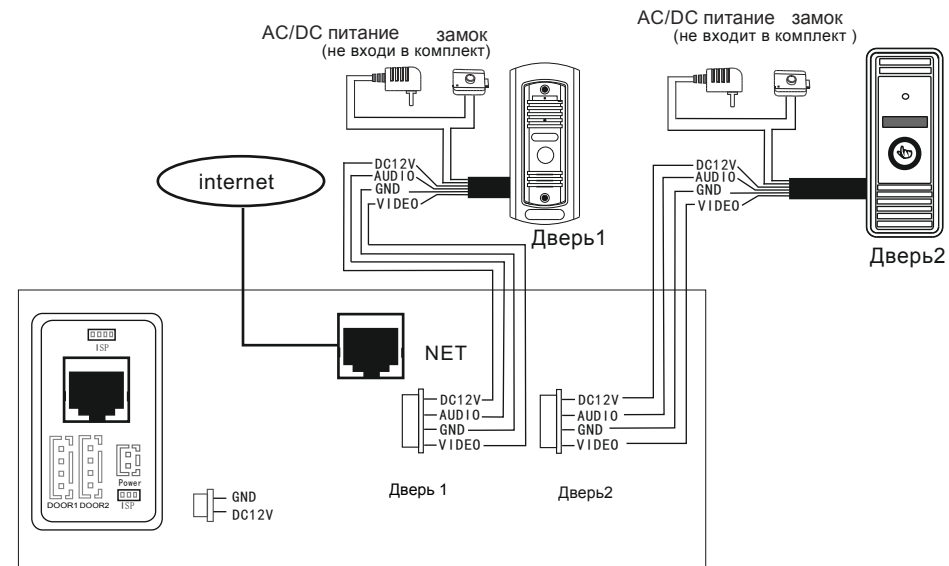 AC/DC питание замок
(не входи в комплект)
AC/DC питание замок
(не входит в комплект )
DC12V
AUDIO
GND
VIDEO
Дверь1
DC12V
AUDIO
GND
VIDEO
Дверь2
internet
NET
ISP
DOOR1
DOOR2
Power
ISP
GND
DC12V
DC12V
AUDIO
GND
VIDEO
Дверь 1
DC12V
AUDIO
GND
VIDEO
Дверь2